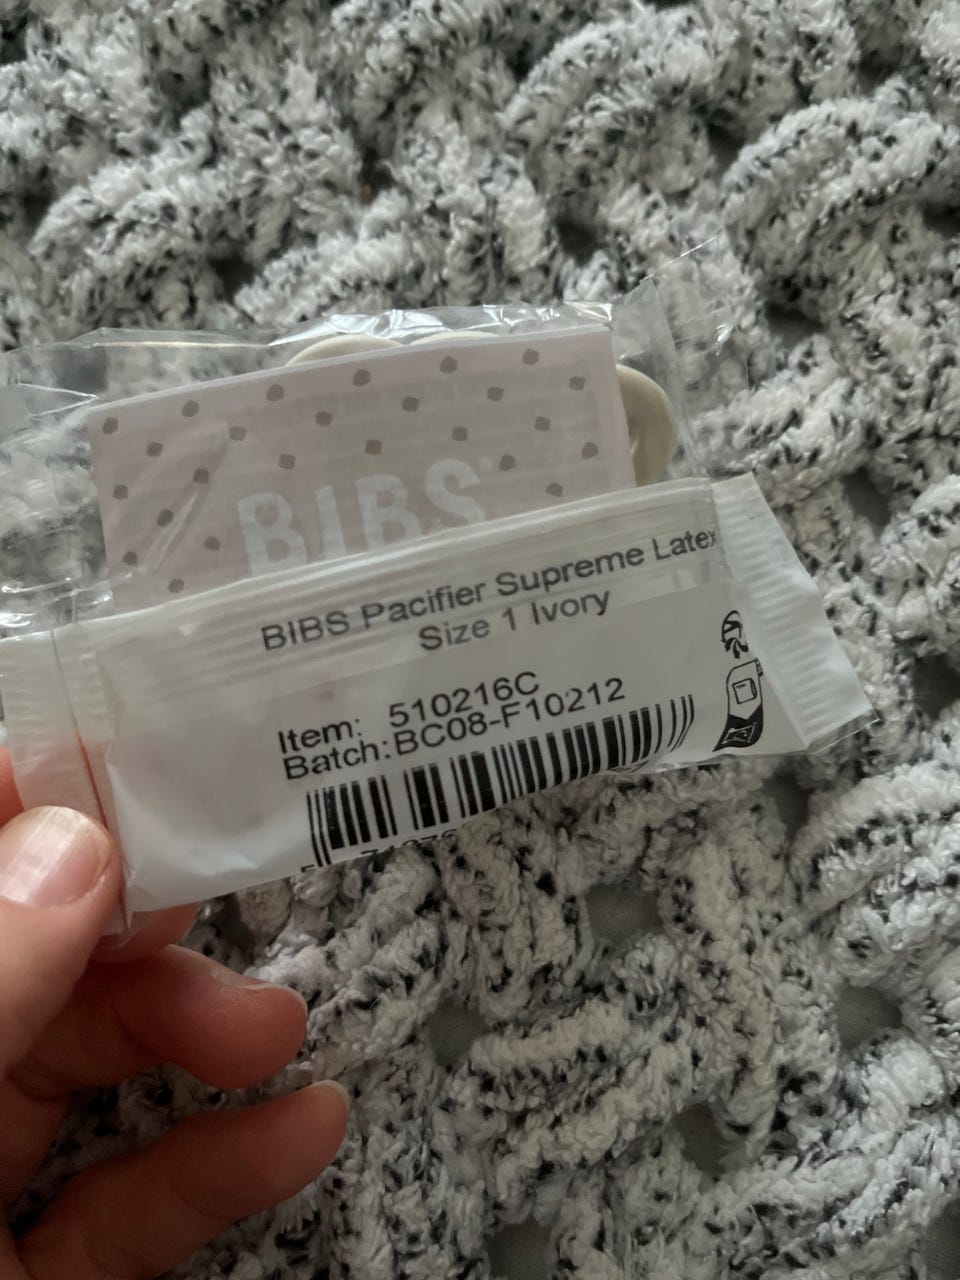 BIBS
BIBS Pacifier Supreme Latex
Size 1 Ivory
Item: 510216C
Batch:BC08-F10212